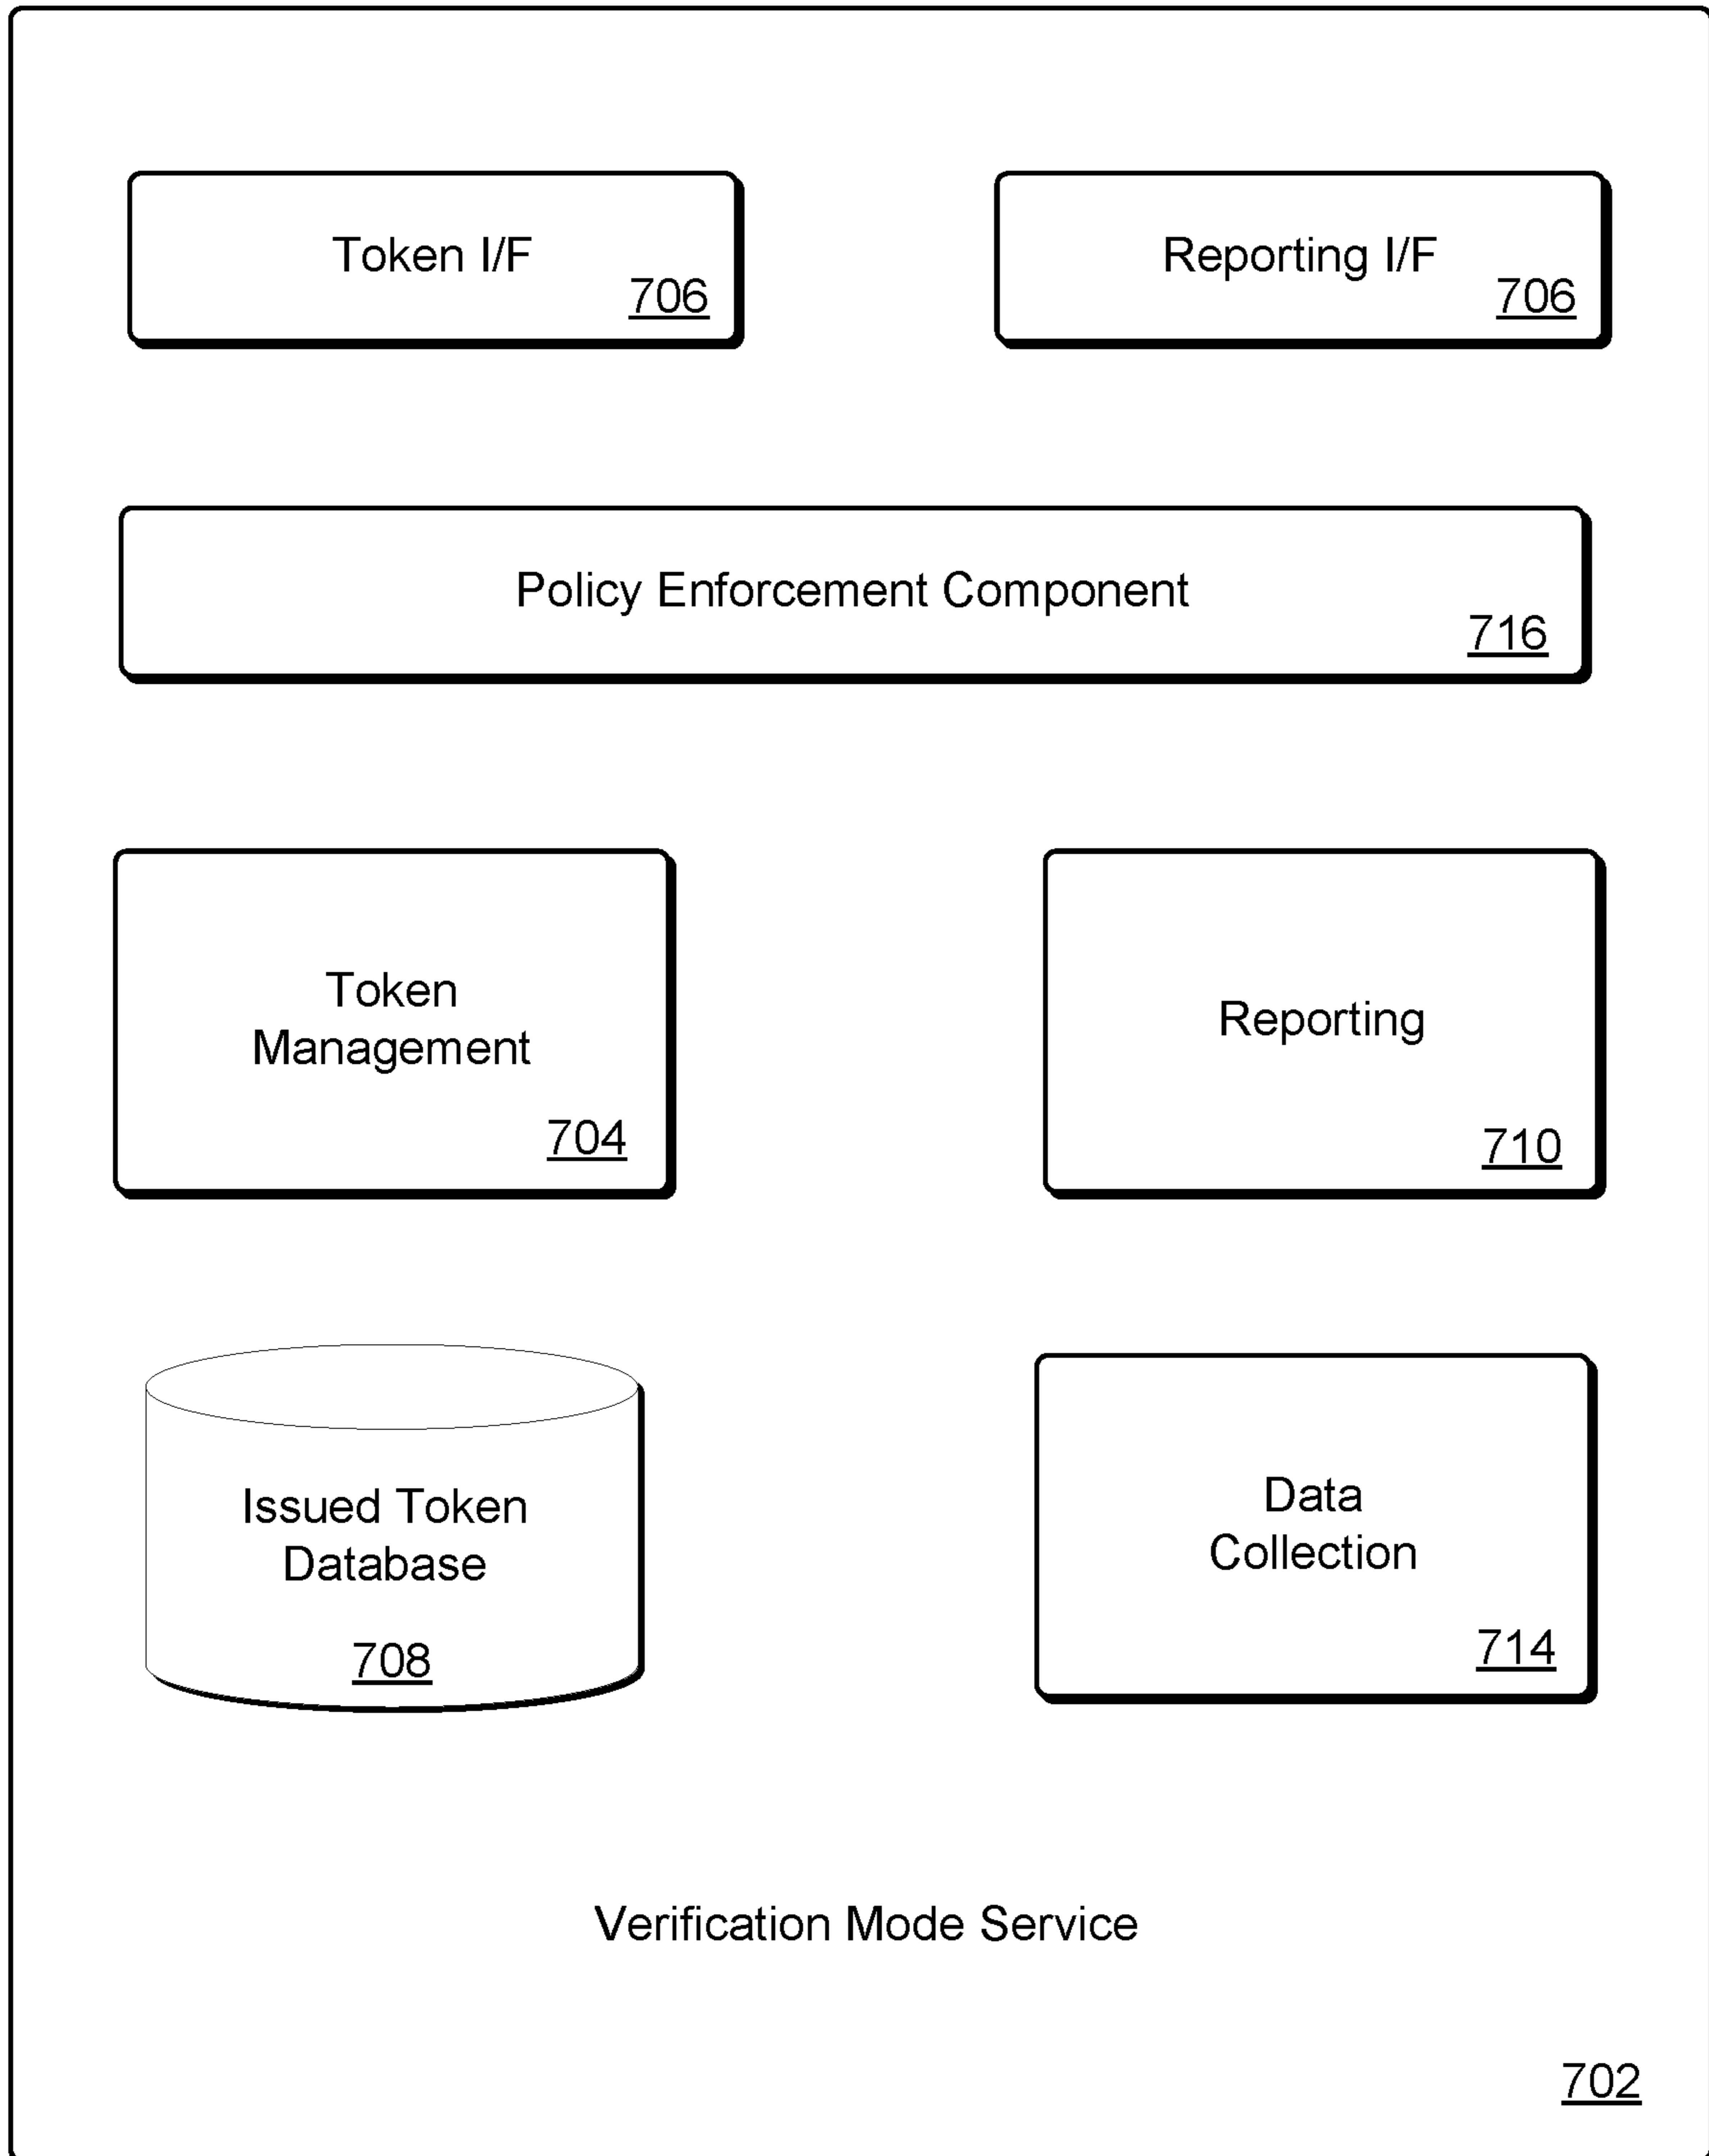 Token I/F
706
Reporting I/F
706
Policy Enforcement Component
716
Token
Management
704
Reporting
710
Issued Token
Database
708
Data
Collection
714
Verification Mode Service
702